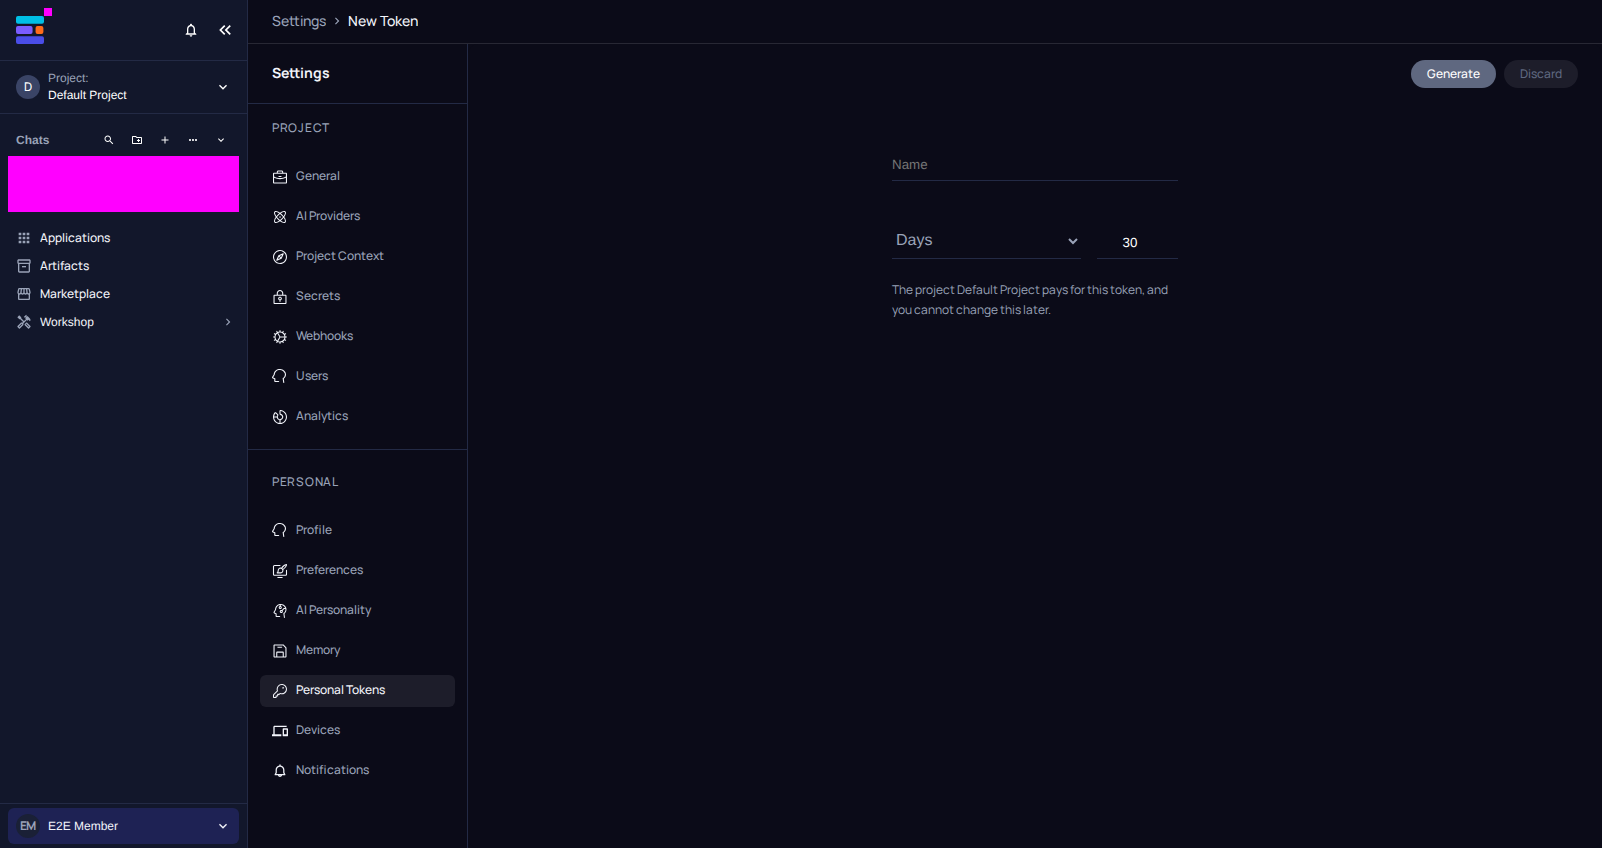 Settings > New Token
Project:
D
Default Project
Chats
Applications
Artifacts
Marketplace
Workshop
EM
E2E Member
Settings
PROJECT
General
AI Providers
Project Context
Secrets
Webhooks
Users
Analytics
PERSONAL
Profile
Preferences
AI Personality
Memory
Personal Tokens
Devices
Notifications
Generate
Discard
Name
Days
30
The project Default Project pays for this token, and
you cannot change this later.